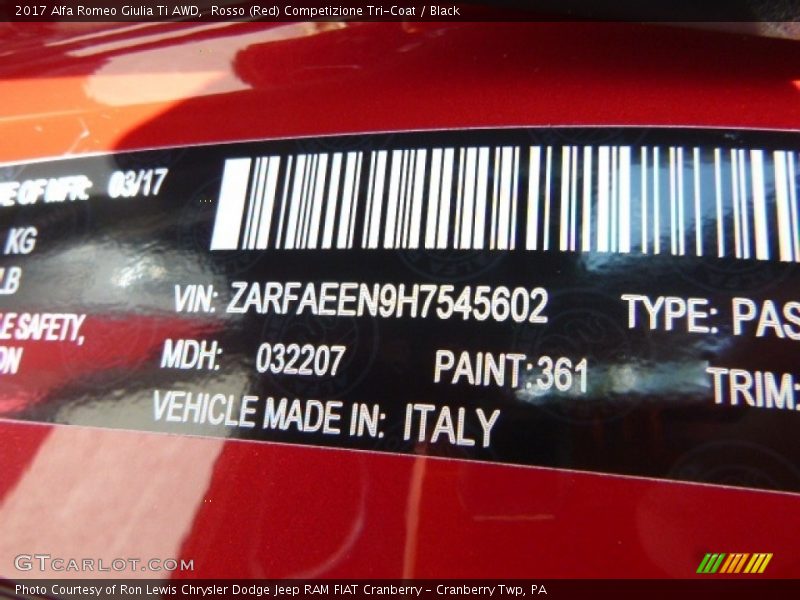 2017 Alfa Romeo Giulia Ti AWD, Rosso (Red) Competizione Tri-Coat / Black
E OF MFR: 03/17
KG
LB
VIN: ZARFAEEN9H7545602 TYPE: PAS
E SAFETY,
MDH: 032207 PAINT:361 TRIM:
ON
VEHICLE MADE IN: ITALY
GTCARLOT.COM
Photo Courtesy of Ron Lewis Chrysler Dodge Jeep RAM FIAT Cranberry - Cranberry Twp, PA